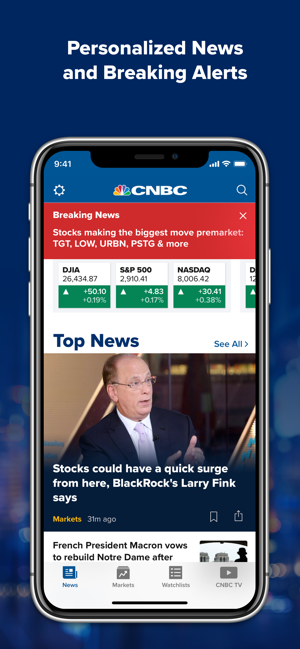 Personalized News
and Breaking Alerts
9:41
CNBC
Breaking News
Stocks making the biggest move premarket:
TGT, LOW, URBN, PSTG & more
DJIA
26,434.87
▲ +50.10
+0.19%
S&P 500
2,910.41
▲ +4.83
+0.17%
NASDAQ
8,006.42
▲ +30.41
+0.38%
Top News
See All >
Stocks could have a quick surge
from here, BlackRock's Larry Fink
says
Markets 31m ago
French President Macron vows
to rebuild Notre Dame after
News
Markets
Watchlists
CNBC TV